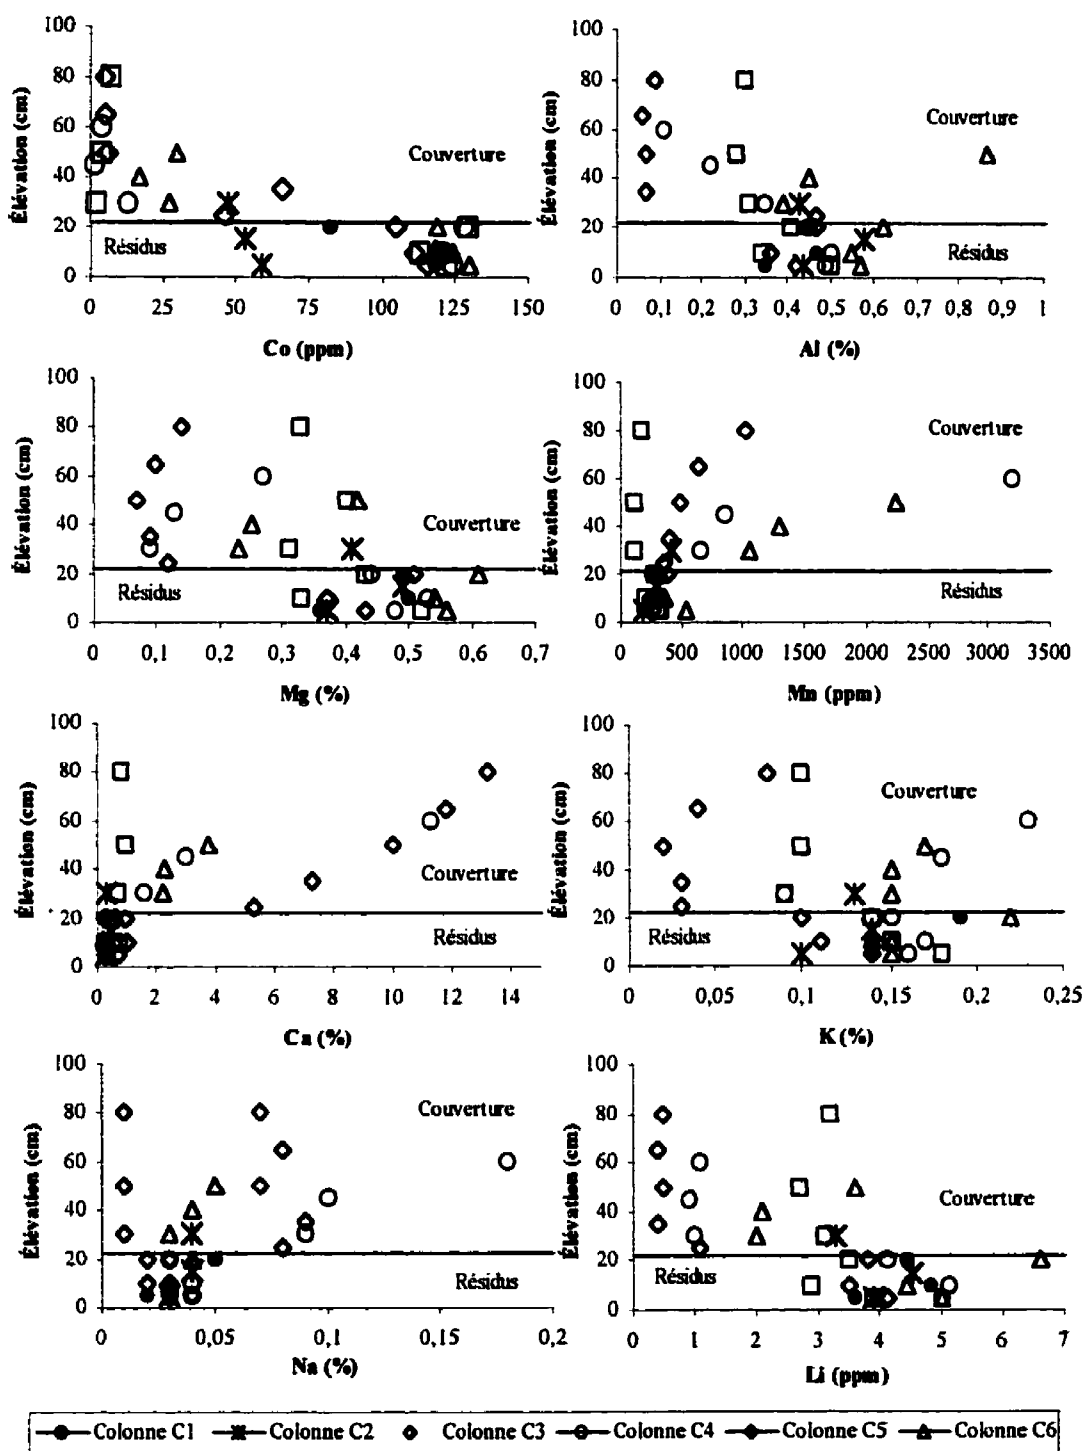 100
80
60
40
20
0
Élévation (cm)
Couverture
Résidus
0 25 50 75 100 125 150
Co (ppm)
100
80
60
40
20
0
Élévation (cm)
Couverture
Résidus
0 0,1 0,2 0,3 0,4 0,5 0,6 0,7 0,8 0,9 1
Al (%)
100
80
60
40
20
0
Élévation (cm)
Couverture
Résidus
0 0,1 0,2 0,3 0,4 0,5 0,6 0,7
Mg (%)
100
80
60
40
20
0
Élévation (cm)
Couverture
Résidus
0 500 1000 1500 2000 2500 3000 3500
Mn (ppm)
100
80
60
40
20
0
Élévation (cm)
Couverture
Résidus
0 2 4 6 8 10 12 14
Ca (%)
100
80
60
40
20
0
Élévation (cm)
Couverture
Résidus
0 0,05 0,1 0,15 0,2 0,25
K (%)
100
80
60
40
20
0
Élévation (cm)
Couverture
Résidus
0 0,05 0,1 0,15 0,2
Na (%)
100
80
60
40
20
0
Élévation (cm)
Couverture
Résidus
0 1 2 3 4 5 6 7
Li (ppm)
Colonne C1 Colonne C2 Colonne C3 Colonne C4 Colonne C5 Colonne C6